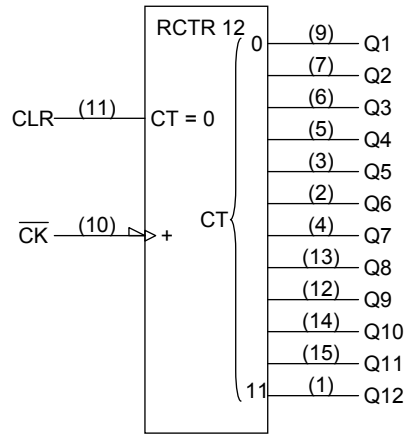 RCTR 12
0 (9) Q1
(7) Q2
(6) Q3
CLR (11) CT = 0
(5) Q4
(3) Q5
(2) Q6
CK (10) +
CT
(4) Q7
(13) Q8
(12) Q9
(14) Q10
(15) Q11
11 (1) Q12